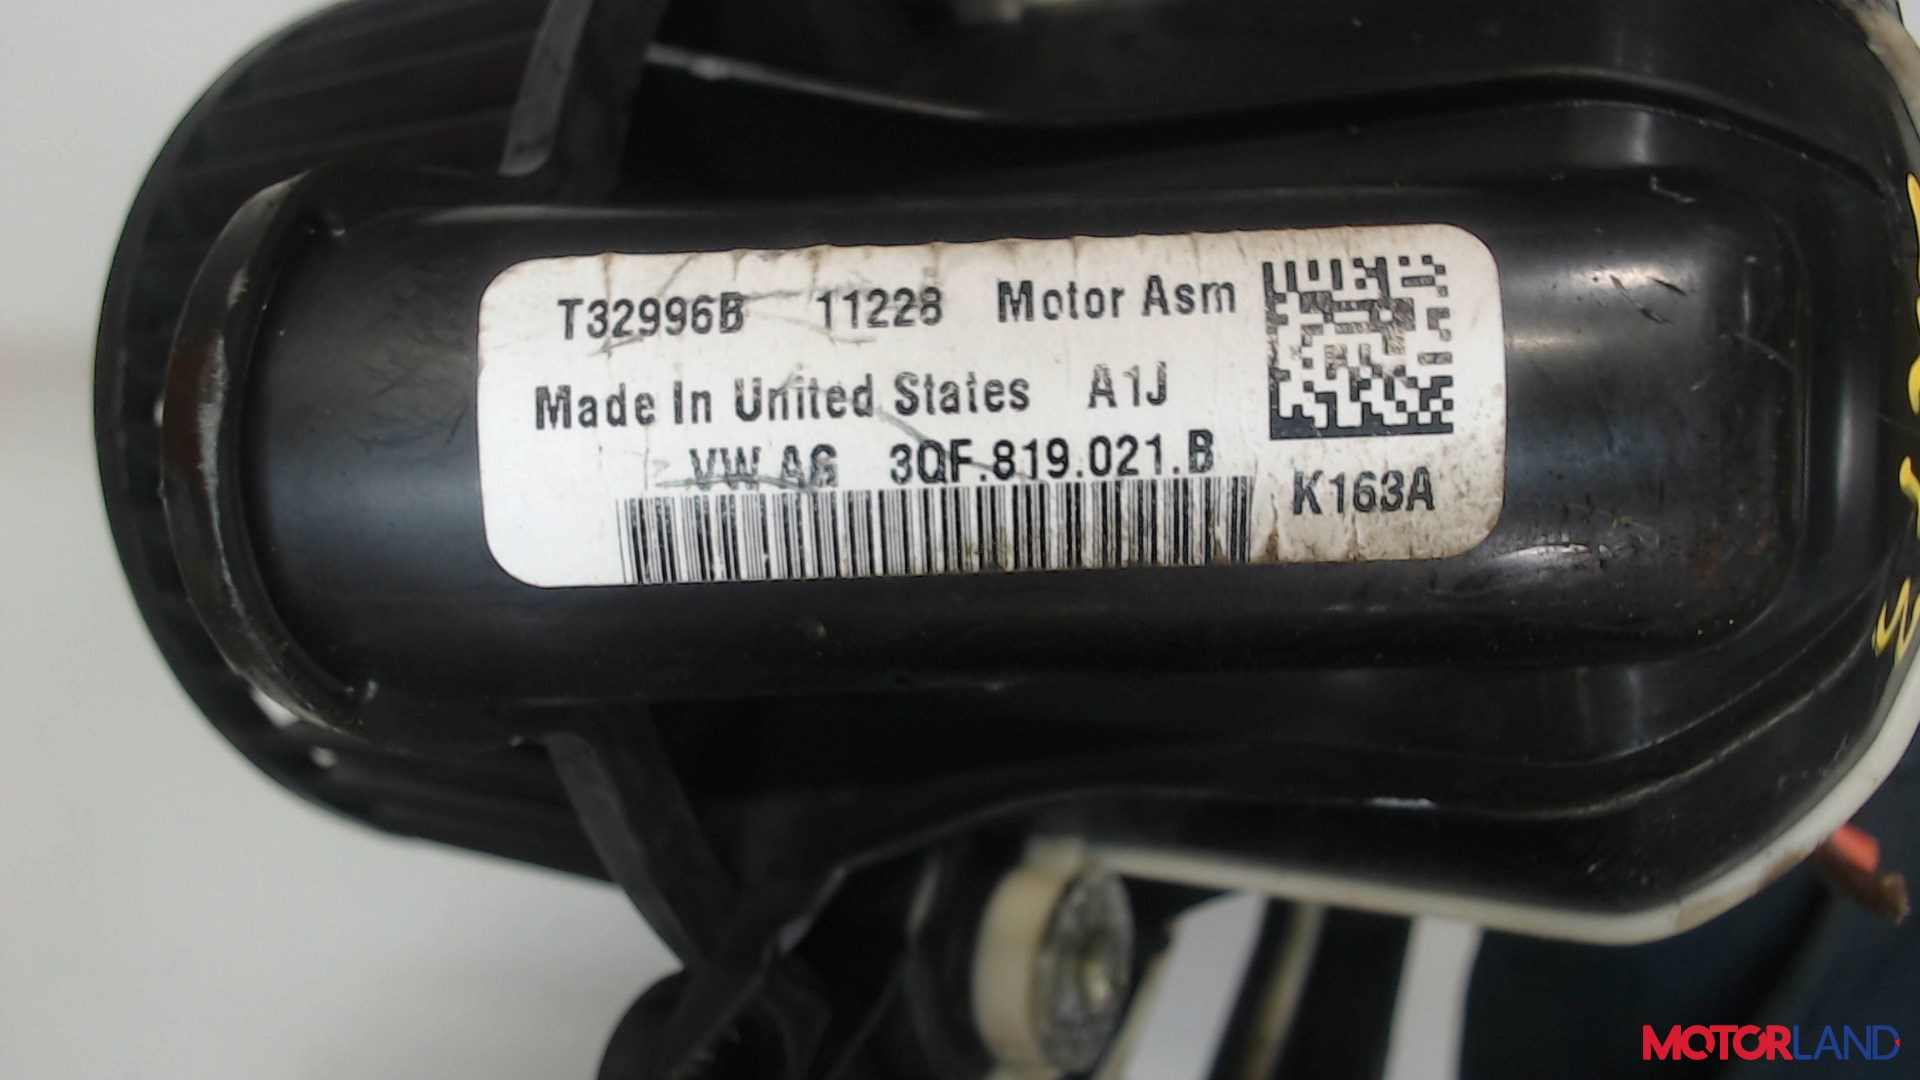 T32996B 11228 Motor Asm
Made In United States A1J
VW AG 3QF.819.021.B
K163A
MOTORLAND